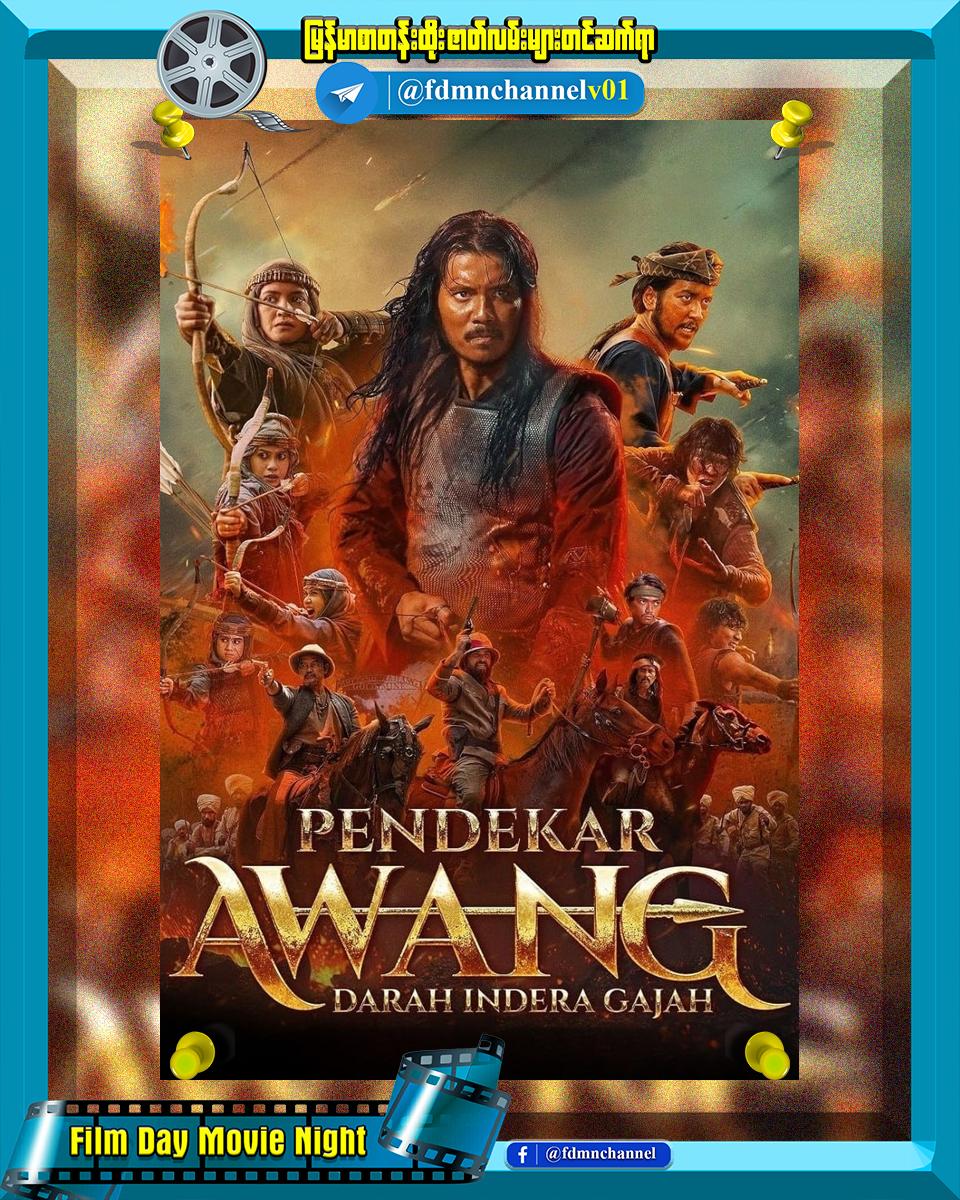 မြန်မာစာတန်းထိုးဇာတ်လမ်းများတင်ဆက်ရာ
@fdmnchannelv01
PENDEKAR
AWANG
DARAH INDERA GAJAH
Film Day Movie Night
@fdmnchannel